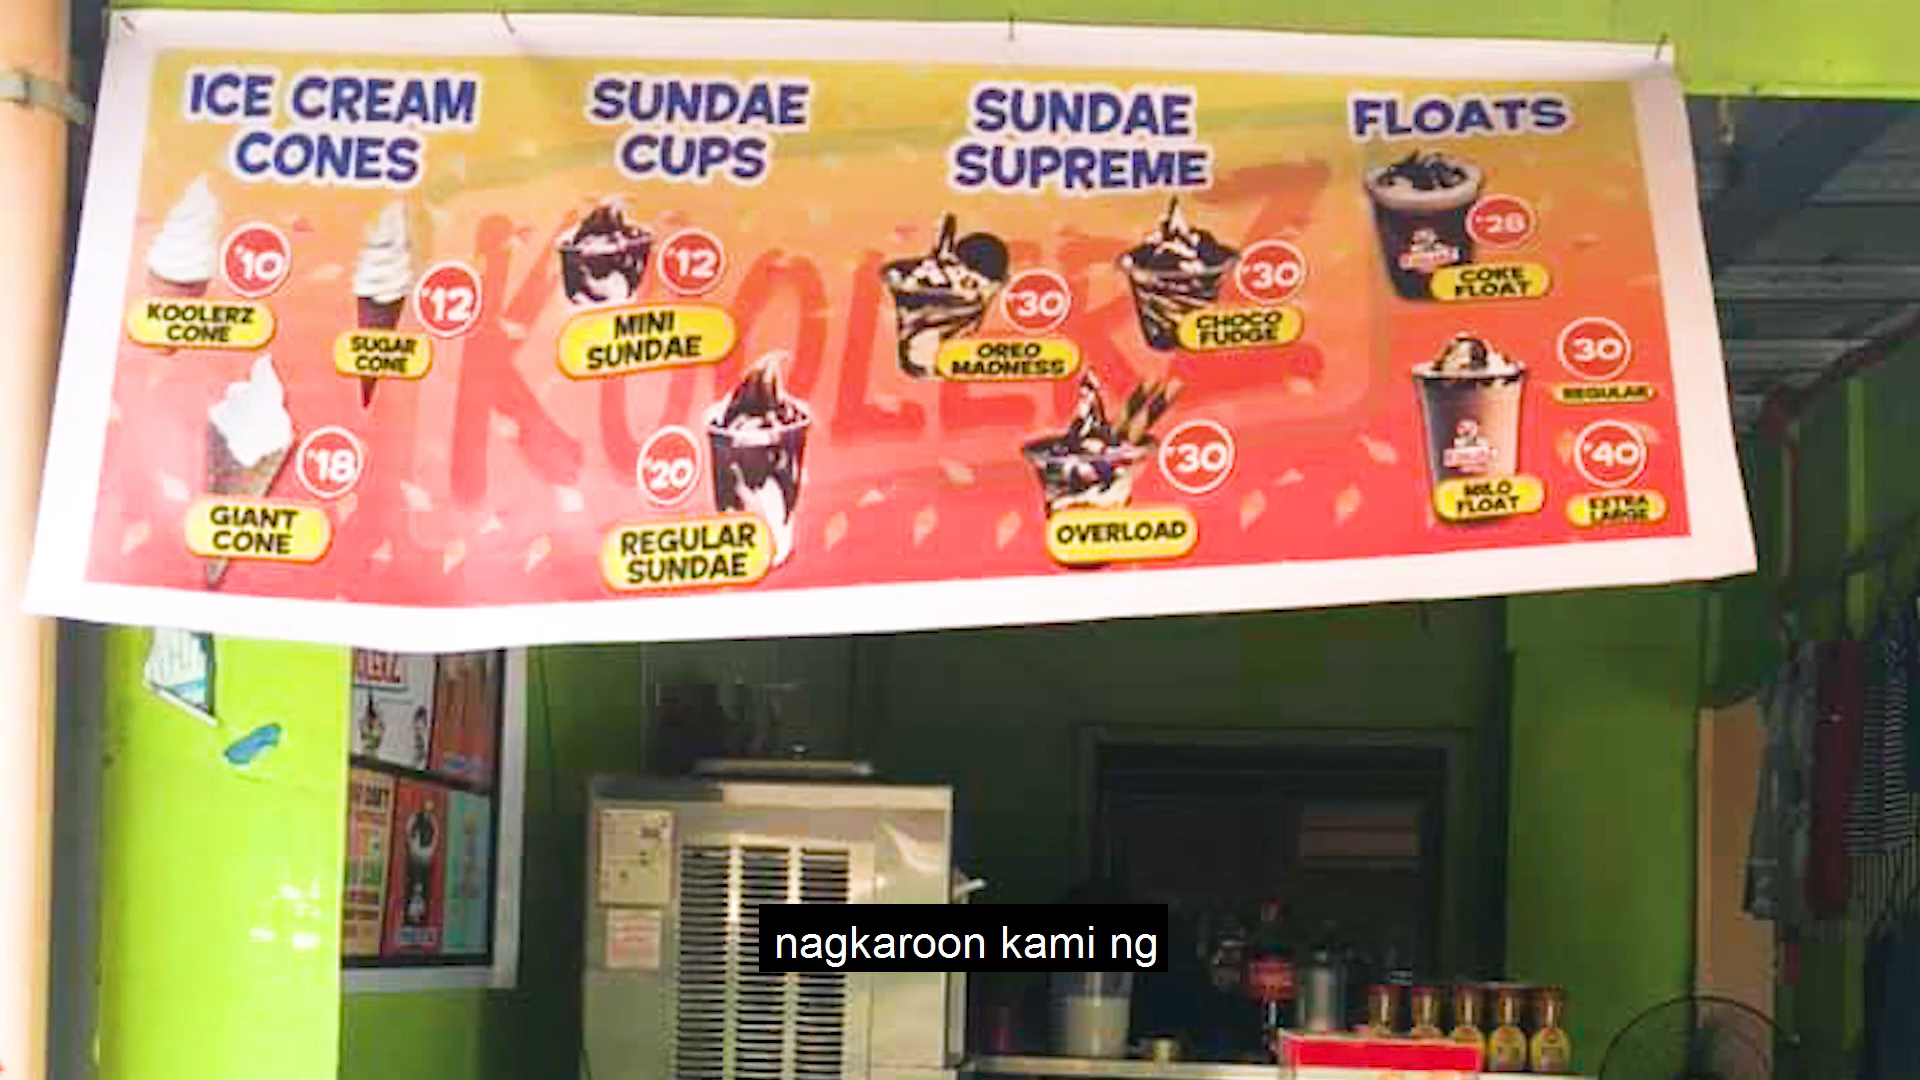 ICE CREAM
CONES
10
KOOLERZ
CONE
12
SUGAR
CONE
18
GIANT
CONE
SUNDAE
CUPS
12
MINI
SUNDAE
20
REGULAR
SUNDAE
SUNDAE
SUPREME
30
OREO
MADNESS
30
CHOCO
FUDGE
30
OVERLOAD
FLOATS
28
COKE
FLOAT
MILO
FLOAT
30
REGULAR
40
EXTRA
LARGE
KOOLERZ
nagkaroon kami ng